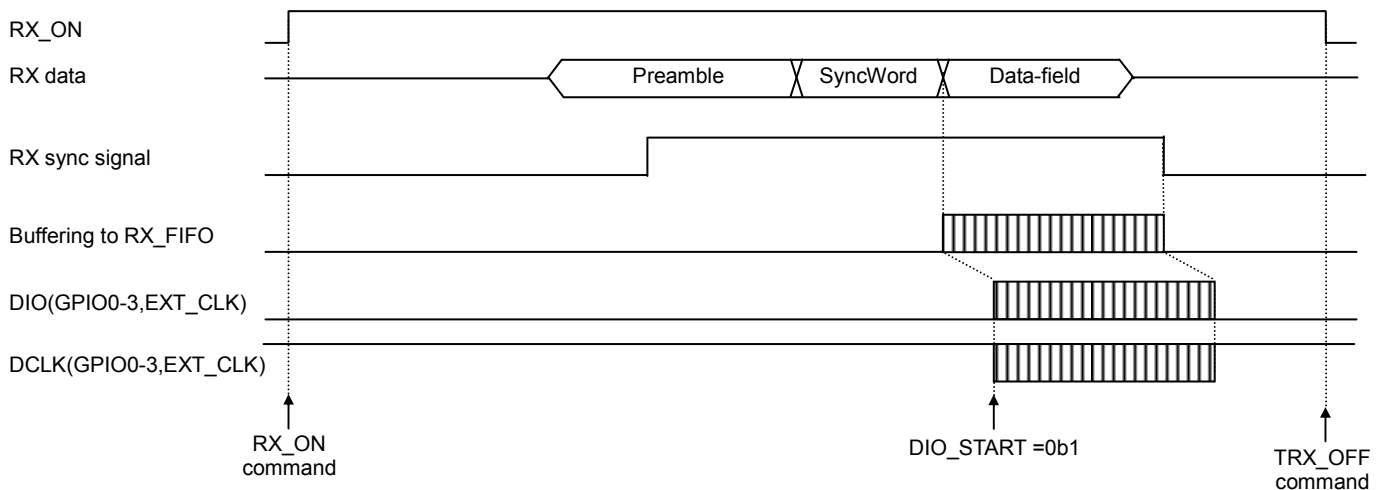 RX_ON
RX data
Preamble
SyncWord
Data-field
RX sync signal
Buffering to RX_FIFO
DIO(GPIO0-3,EXT_CLK)
DCLK(GPIO0-3,EXT_CLK)
RX_ON
command
DIO_START =0b1
TRX_OFF
command